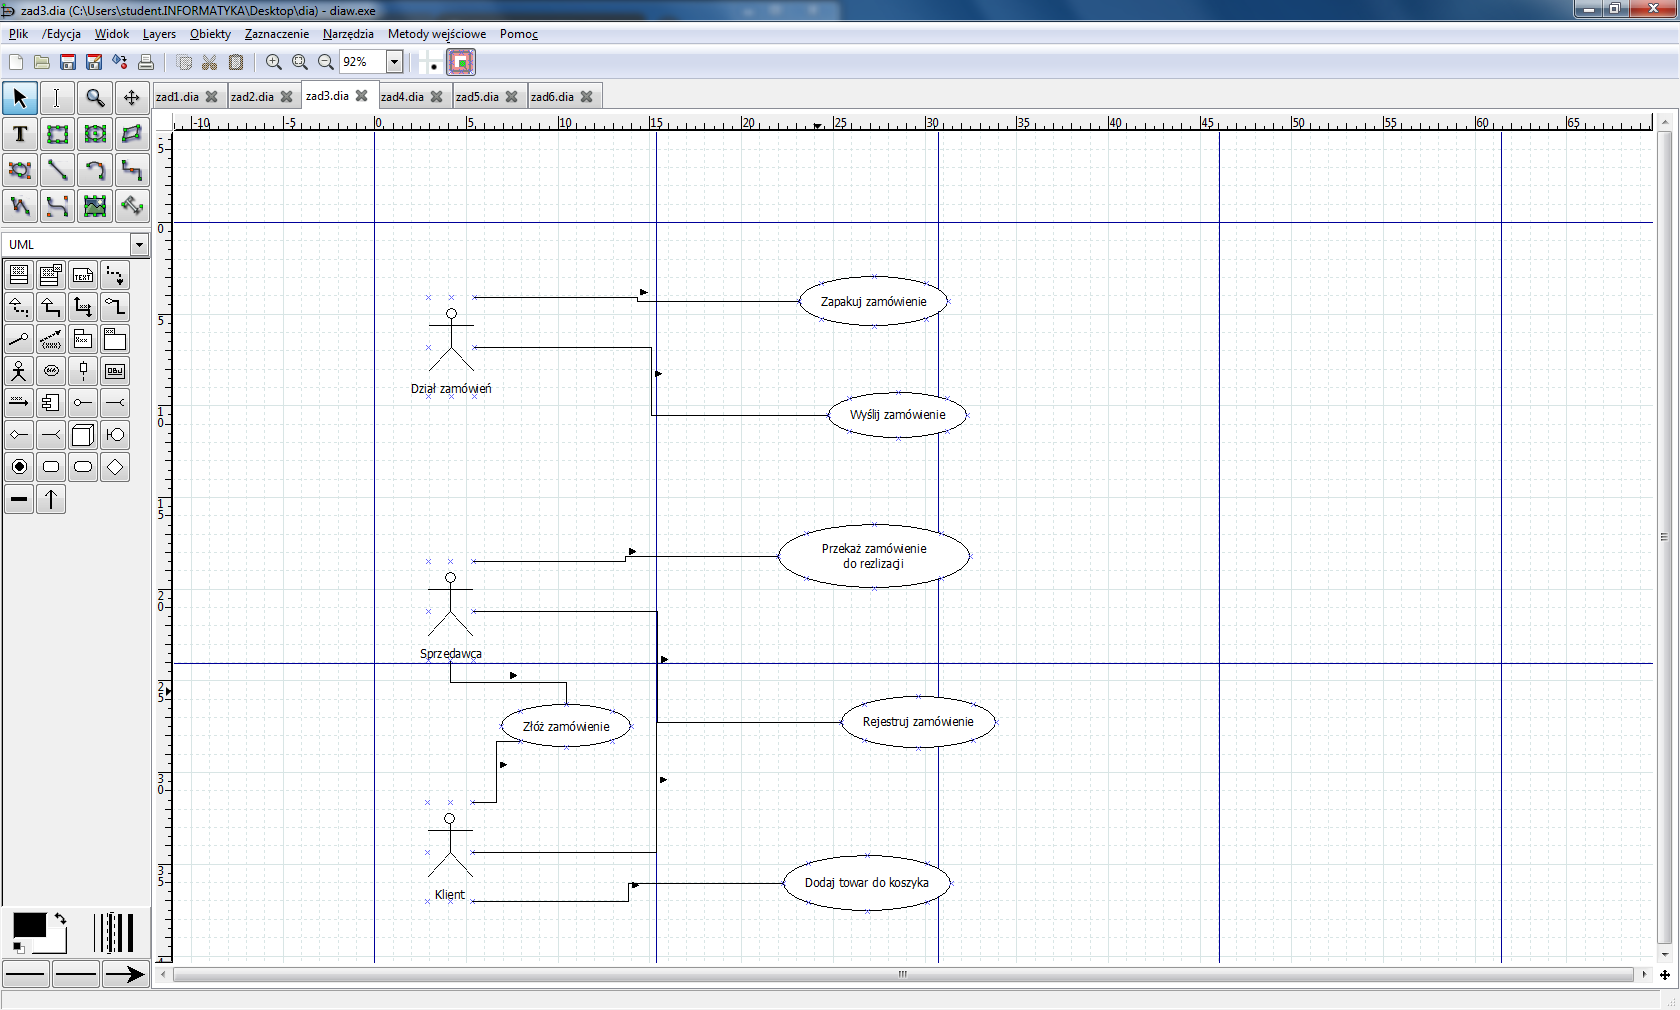 zad3.dia (C:\Users\student.INFORMATYKA\Desktop\dia) - diaw.exe
Plik /Edycja Widok Layers Obiekty Zaznaczenie Narzędzia Metody wejściowe Pomoc
92%
zad1.dia zad2.dia zad3.dia zad4.dia zad5.dia zad6.dia
-10 -5 0 5 10 15 20 25 30 35 40 45 50 55 60 65
5
0
UML
TEXT
Zapakuj zamówienie
5
OBJ
Dział zamówień
10
Wyślij zamówienie
15
Przekaż zamówienie
do rezlizacji
20
Sprzedawca
25
Rejestruj zamówienie
Złóż zamówienie
30
35
Dodaj towar do koszyka
Klient